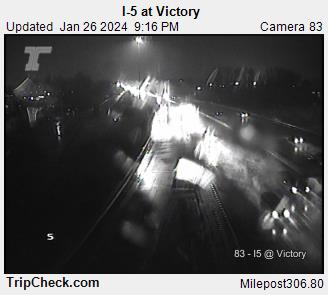 I-5 at Victory
Updated Jan 26 2024 9:16 PM Camera 83
T
S
83 - I5 @ Victory
TripCheck.com Milepost306.80